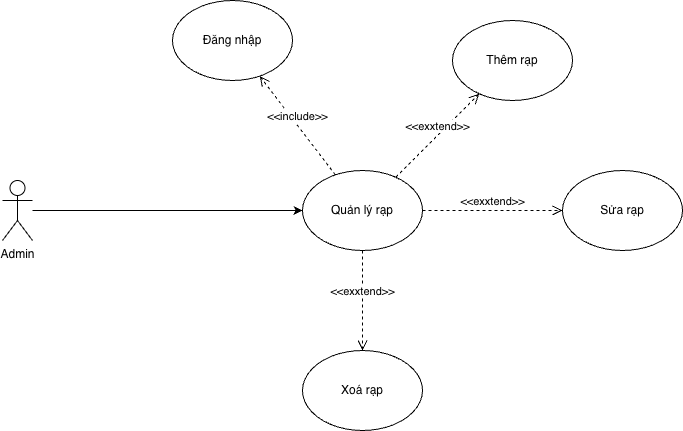 Đăng nhập
Thêm rạp
<<include>>
<<exxtend>>
Quản lý rạp
<<exxtend>>
Sửa rạp
Admin
<<exxtend>>
Xoá rạp